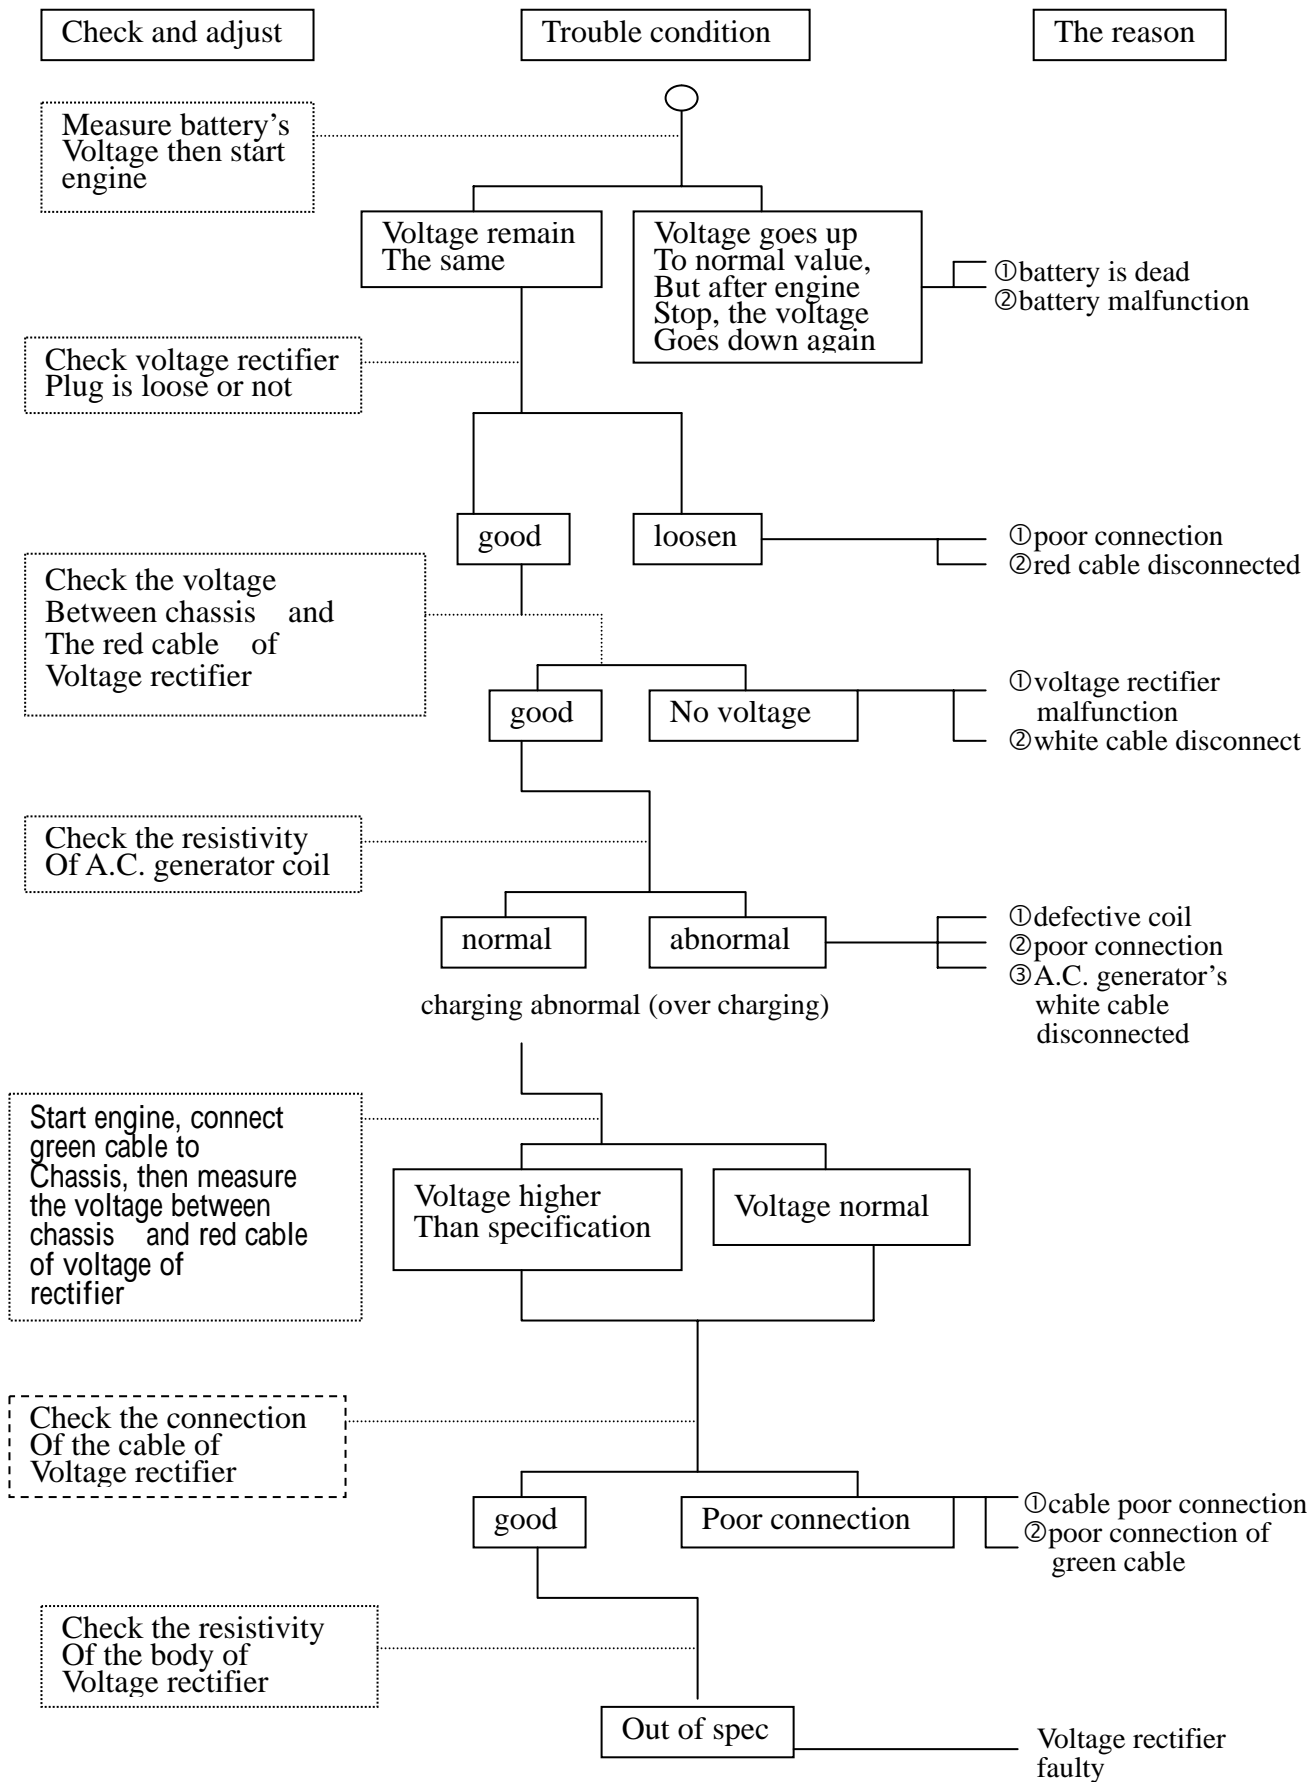 Check and adjust
Trouble condition
The reason
Measure battery's
Voltage then start
engine
Voltage remain
The same
Voltage goes up
To normal value,
But after engine
Stop, the voltage
Goes down again
①battery is dead
②battery malfunction
Check voltage rectifier
Plug is loose or not
good
loosen
①poor connection
②red cable disconnected
Check the voltage
Between chassis and
The red cable of
Voltage rectifier
good
No voltage
①voltage rectifier
malfunction
②white cable disconnect
Check the resistivity
Of A.C. generator coil
normal
abnormal
①defective coil
②poor connection
③A.C. generator's
white cable
disconnected
charging abnormal (over charging)
Start engine, connect
green cable to
Chassis, then measure
the voltage between
chassis and red cable
of voltage of
rectifier
Voltage higher
Than specification
Voltage normal
Check the connection
Of the cable of
Voltage rectifier
good
Poor connection
①cable poor connection
②poor connection of
green cable
Check the resistivity
Of the body of
Voltage rectifier
Out of spec
Voltage rectifier
faulty